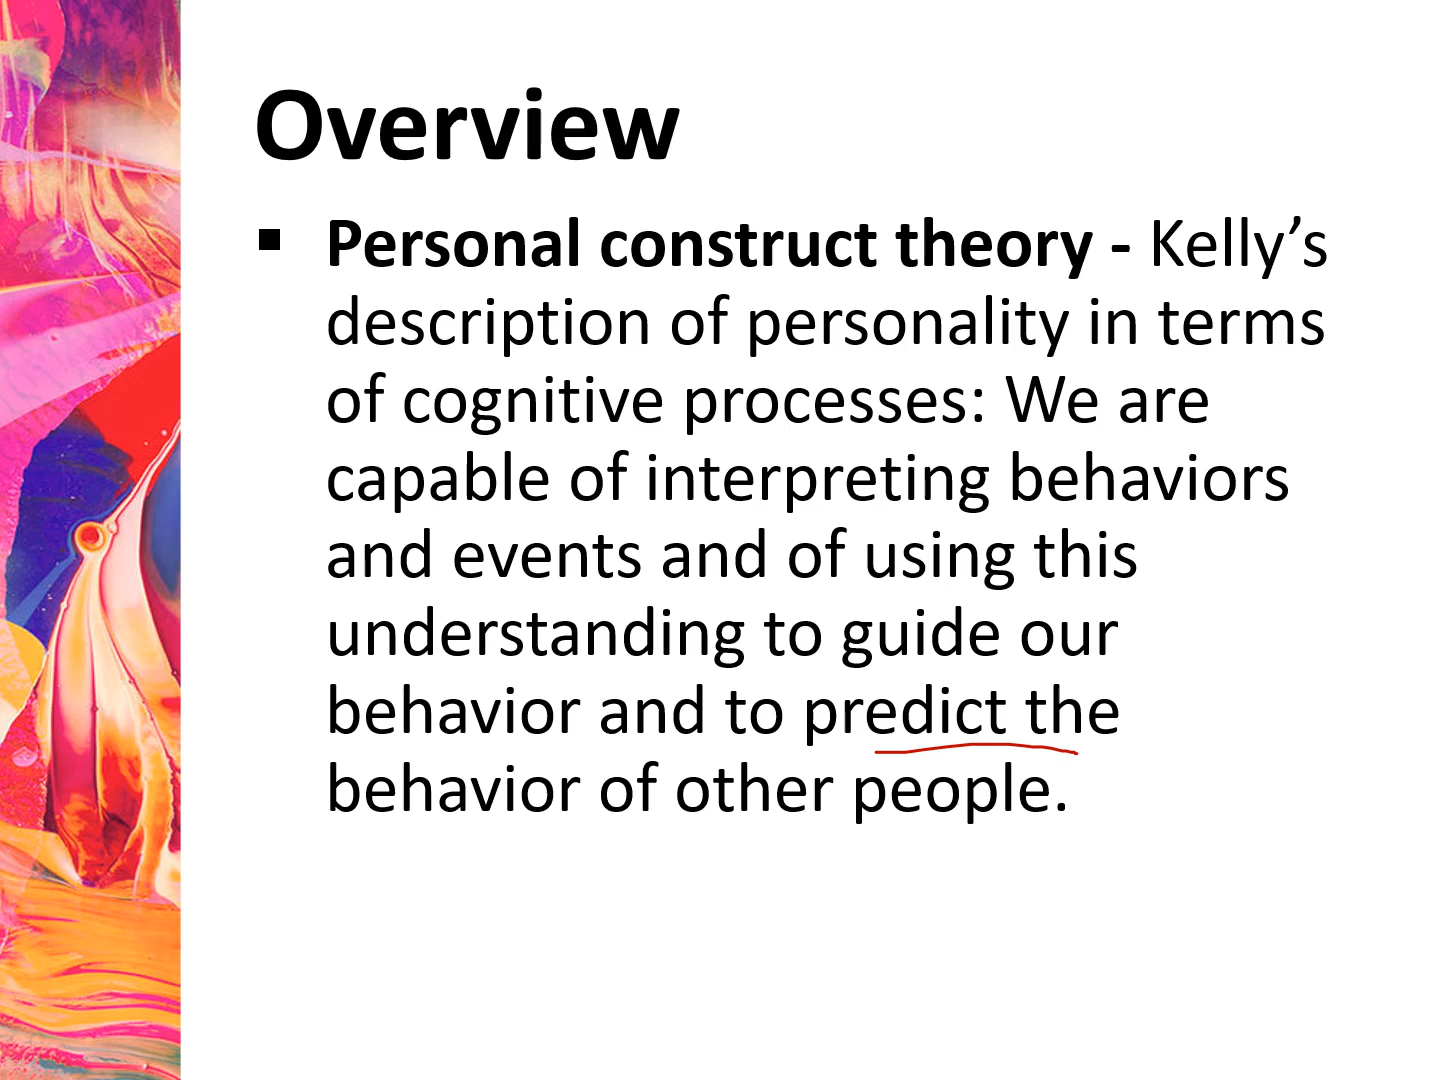 Overview
▪ Personal construct theory - Kelly’s
description of personality in terms
of cognitive processes: We are
capable of interpreting behaviors
and events and of using this
understanding to guide our
behavior and to predict the
behavior of other people.